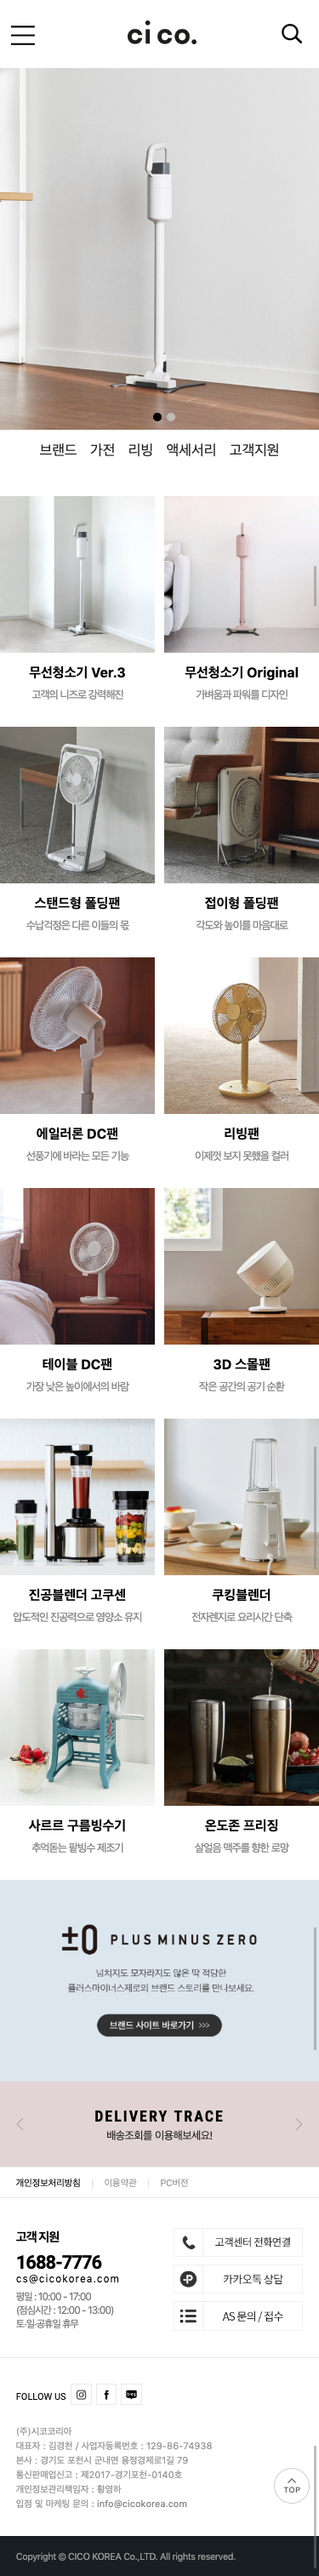 ci co.
브랜드 가전 리빙 액세서리 고객지원
무선청소기 Ver.3
고객의 니즈로 강력해진
무선청소기 Original
가벼움과 파워를 디자인
스탠드형 폴딩팬
수납걱정은 다른 이들의 몫
접이형 폴딩팬
각도와 높이를 마음대로
에일러론 DC팬
선풍기에 바라는 모든 기능
리빙팬
이제껏 보지 못했을 컬러
테이블 DC팬
가장 낮은 높이에서의 바람
3D 스몰팬
작은 공간의 공기 순환
진공블렌더 고쿠센
압도적인 진공력으로 영양소 유지
쿠킹블렌더
전자렌지로 요리시간 단축
사르르 구름빙수기
추억돋는 팥빙수 제조기
온도존 프리징
살얼음 맥주를 향한 로망
±0 PLUS MINUS ZERO
넘치지도 모자라지도 않은 딱 적당한
플러스마이너스제로의 브랜드 스토리를 만나보세요.
브랜드 사이트 바로가기 >>>
DELIVERY TRACE
배송조회를 이용해보세요!
개인정보처리방침 | 이용약관 | PC버전
고객 지원
1688-7776
cs@cicokorea.com
평일 : 10:00 - 17:00
(점심시간 : 12:00 - 13:00)
토·일·공휴일 휴무
고객센터 전화연결
카카오톡 상담
AS 문의 / 접수
FOLLOW US
blog
(주)시코코리아
대표자 : 김경천 / 사업자등록번호 : 129-86-74938
본사 : 경기도 포천시 군내면 용정경제로1길 79
통신판매업신고 : 제2017-경기포천-0140호
개인정보관리책임자 : 황영하
입점 및 마케팅 문의 : info@cicokorea.com
TOP
Copyright © CICO KOREA Co.,LTD. All rights reserved.